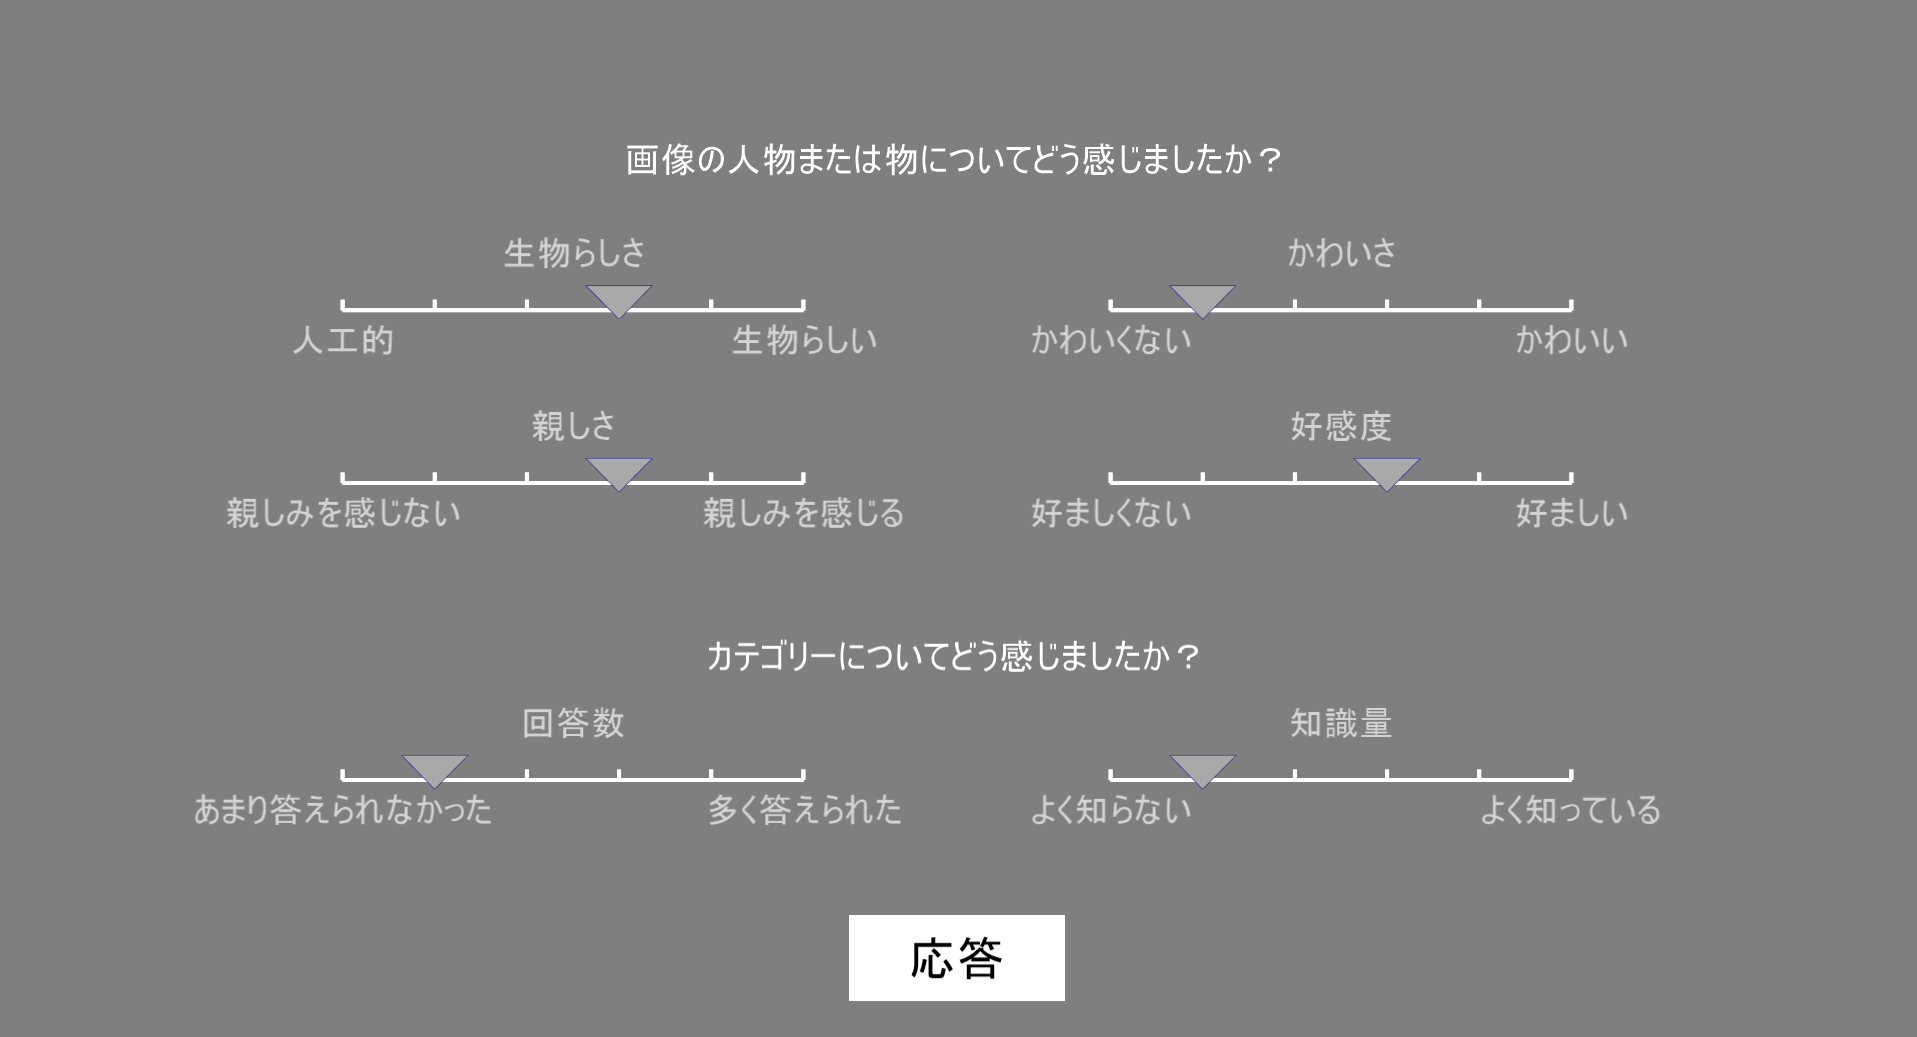 画像の人物または物についてどう感じましたか？
生物らしさ
かわいさ
人工的
生物らしい
かわいくない
かわいい
親しさ
好感度
親しみを感じない
親しみを感じる
好ましくない
好ましい
カテゴリーについてどう感じましたか？
回答数
知識量
あまり答えられなかった
多く答えられた
よく知らない
よく知っている
応答